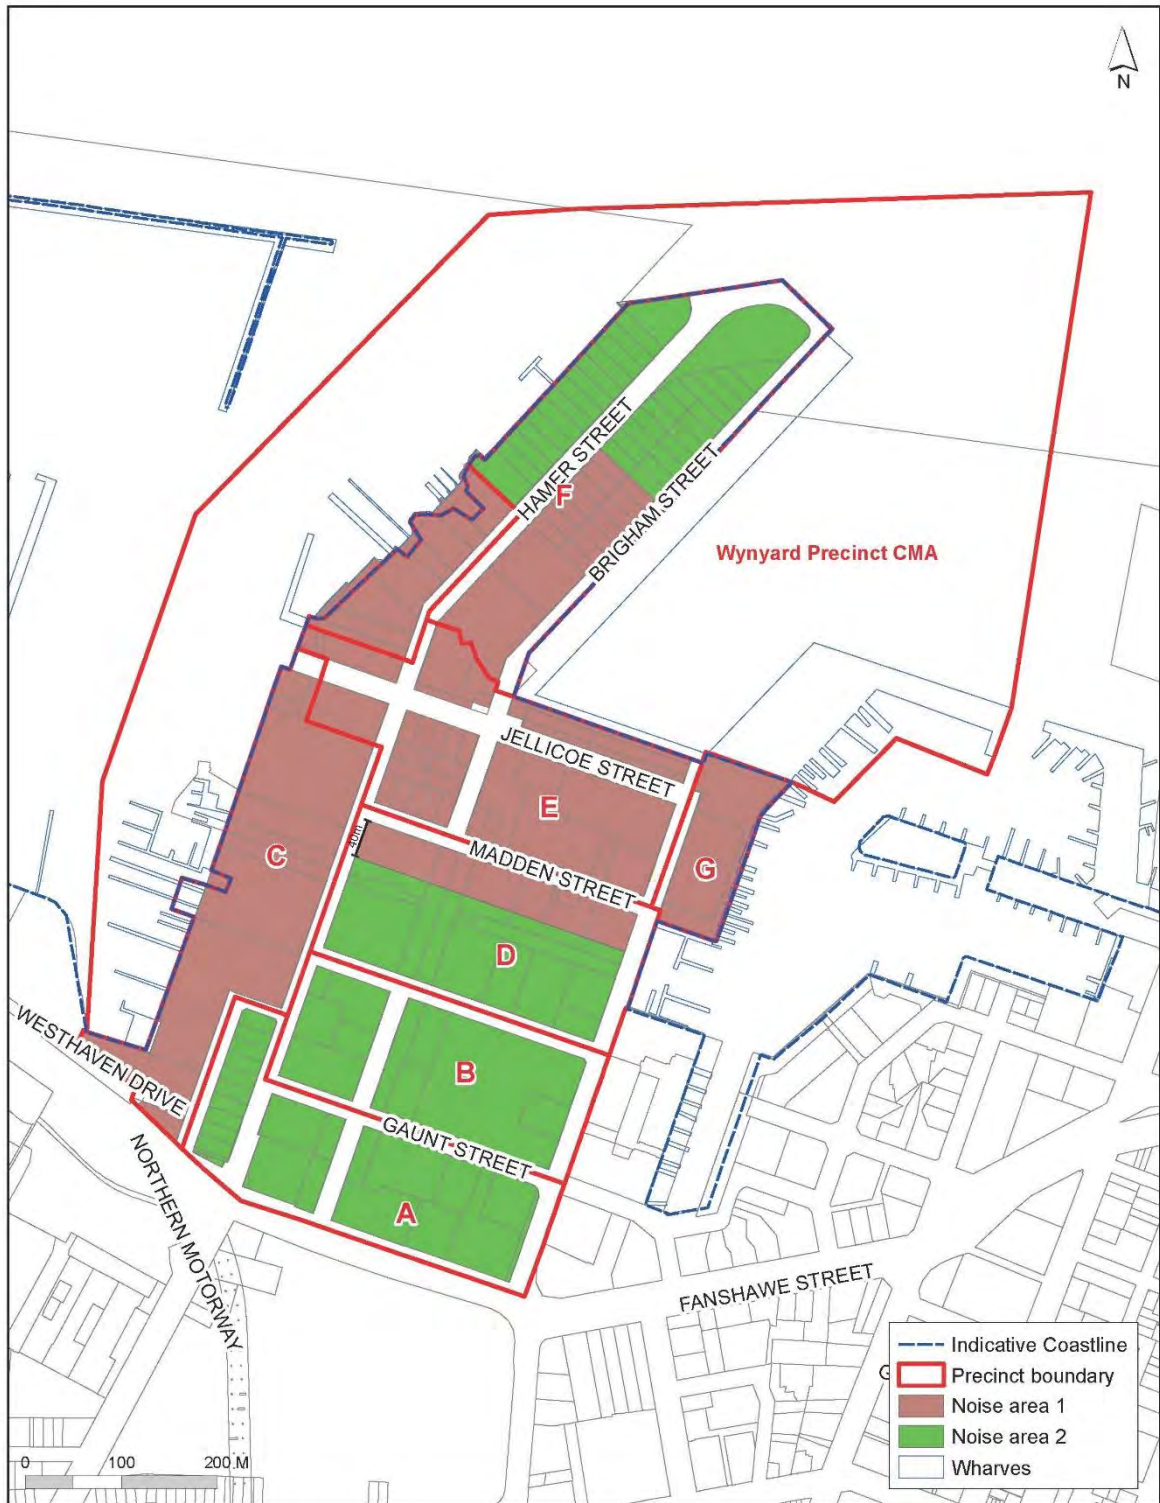 N
HAMER STREET
F
BRIGHAM STREET
Wynyard Precinct CMA
JELLICOE STREET
E
C
40m
MADDEN STREET
G
D
WESTHAVEN DRIVE
B
GAUNT STREET
NORTHERN MOTORWAY
A
FANSHAWE STREET
G
Indicative Coastline
Precinct boundary
Noise area 1
Noise area 2
Wharves
0 100 200 M